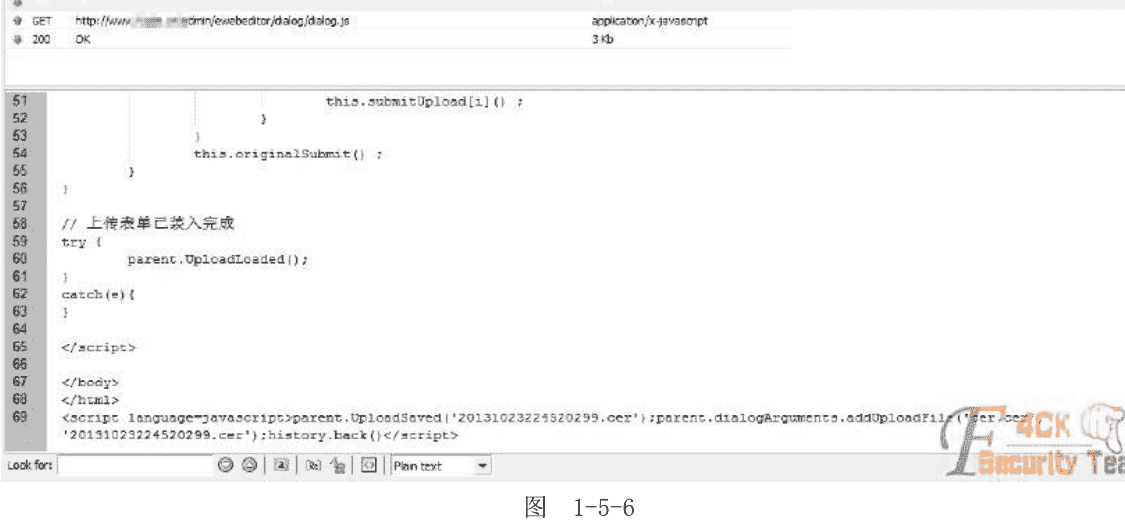 GET http://www. dmin/ewebeditor/dialog/dialog.js application/x-javascript
200 OK 3 Kb
51 this.submitUpload[i]() ;
52 }
53 }
54 this.originalSubmit() ;
55 }
56 }
57
58 // 上传表单已装入完成
59 try {
60 parent.UploadLoaded();
61 }
62 catch(e){
63 }
64
65 </script>
66
67 </body>
68 </html>
69 <script language=javascript>parent.UploadSaved('20131023224520299.cer');parent.dialogArguments.addUploadFile('cer.cer',
'20131023224520299.cer');history.back()</script>
F4CK
Security Tea
Look for: Plain text
图 1-5-6